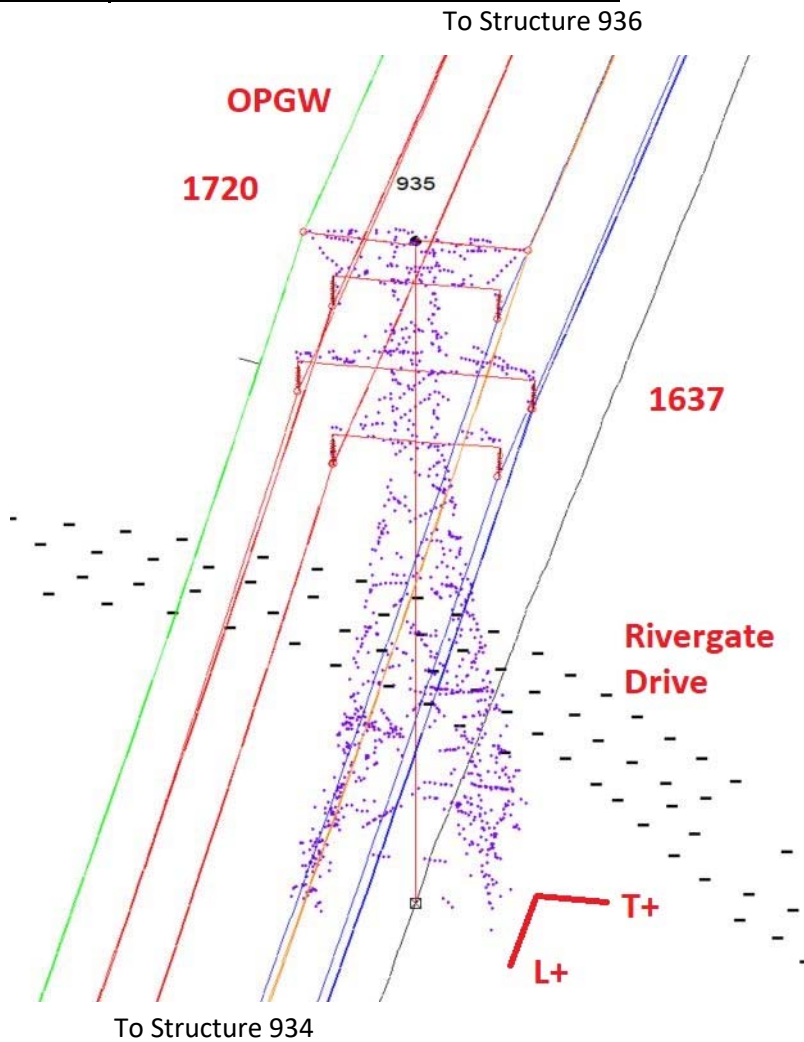 To Structure 936
OPGW
1720
935
1637
Rivergate
Drive
T+
L+
To Structure 934